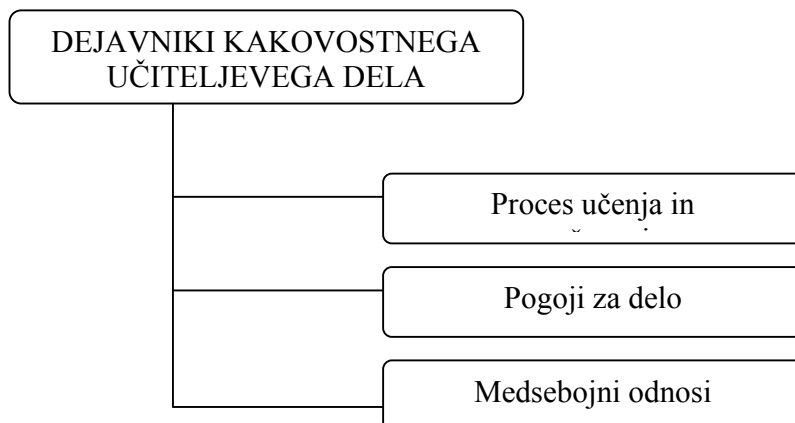 DEJAVNIKI KAKOVOSTNEGA
UČITELJEVEGA DELA
Proces učenja in
Pogoji za delo
Medsebojni odnosi